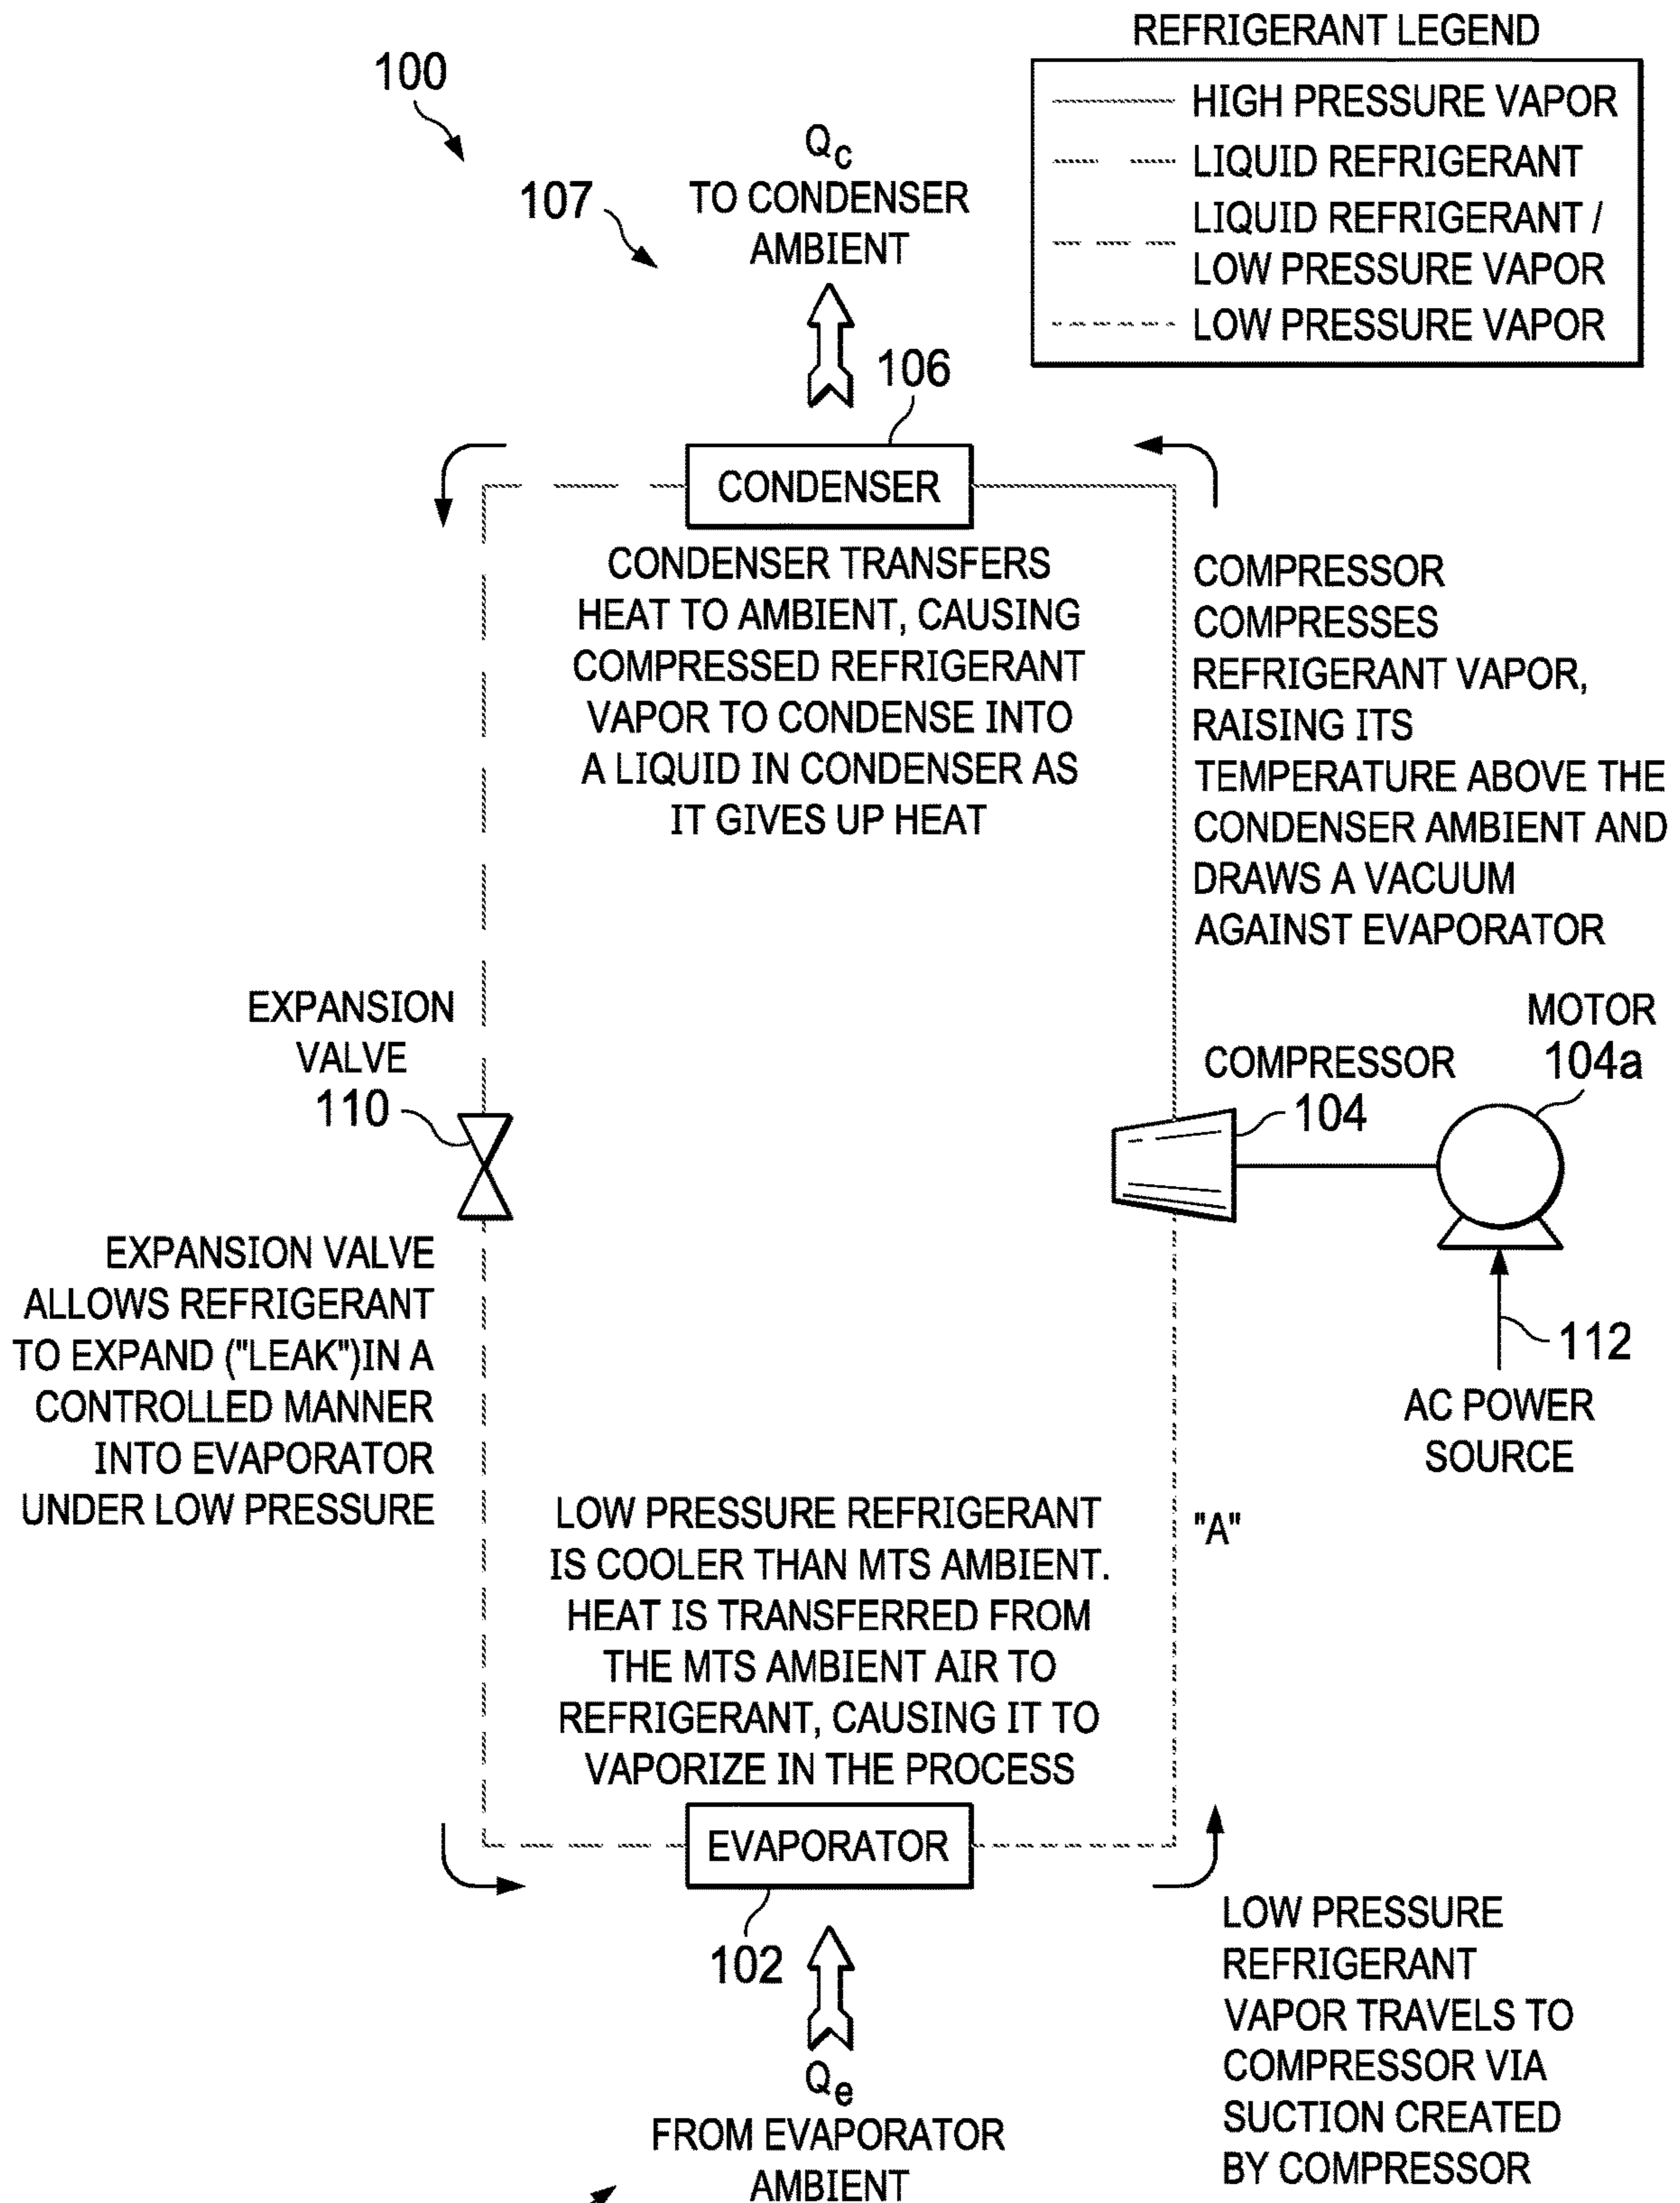 REFRIGERANT LEGEND
HIGH PRESSURE VAPOR
LIQUID REFRIGERANT
LIQUID REFRIGERANT /
LOW PRESSURE VAPOR
LOW PRESSURE VAPOR
100
Qc
107
TO CONDENSER
AMBIENT
106
CONDENSER
CONDENSER TRANSFERS
HEAT TO AMBIENT, CAUSING
COMPRESSED REFRIGERANT
VAPOR TO CONDENSE INTO
A LIQUID IN CONDENSER AS
IT GIVES UP HEAT
COMPRESSOR
COMPRESSES
REFRIGERANT VAPOR,
RAISING ITS
TEMPERATURE ABOVE THE
CONDENSER AMBIENT AND
DRAWS A VACUUM
AGAINST EVAPORATOR
EXPANSION
VALVE
110
COMPRESSOR
104
MOTOR
104a
EXPANSION VALVE
ALLOWS REFRIGERANT
TO EXPAND ("LEAK")IN A
CONTROLLED MANNER
INTO EVAPORATOR
UNDER LOW PRESSURE
112
AC POWER
SOURCE
"A"
LOW PRESSURE REFRIGERANT
IS COOLER THAN MTS AMBIENT.
HEAT IS TRANSFERRED FROM
THE MTS AMBIENT AIR TO
REFRIGERANT, CAUSING IT TO
VAPORIZE IN THE PROCESS
EVAPORATOR
102
Qe
FROM EVAPORATOR
AMBIENT
LOW PRESSURE
REFRIGERANT
VAPOR TRAVELS TO
COMPRESSOR VIA
SUCTION CREATED
BY COMPRESSOR